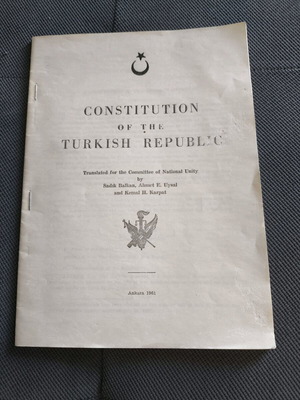 CONSTITUTION
OF THE
TURKISH REPUBLIC
Translated for the Committee of National Unity
by
Sadık Balkan, Ahmet E. Uysal
and Kemal H. Karpat
Ankara 1961